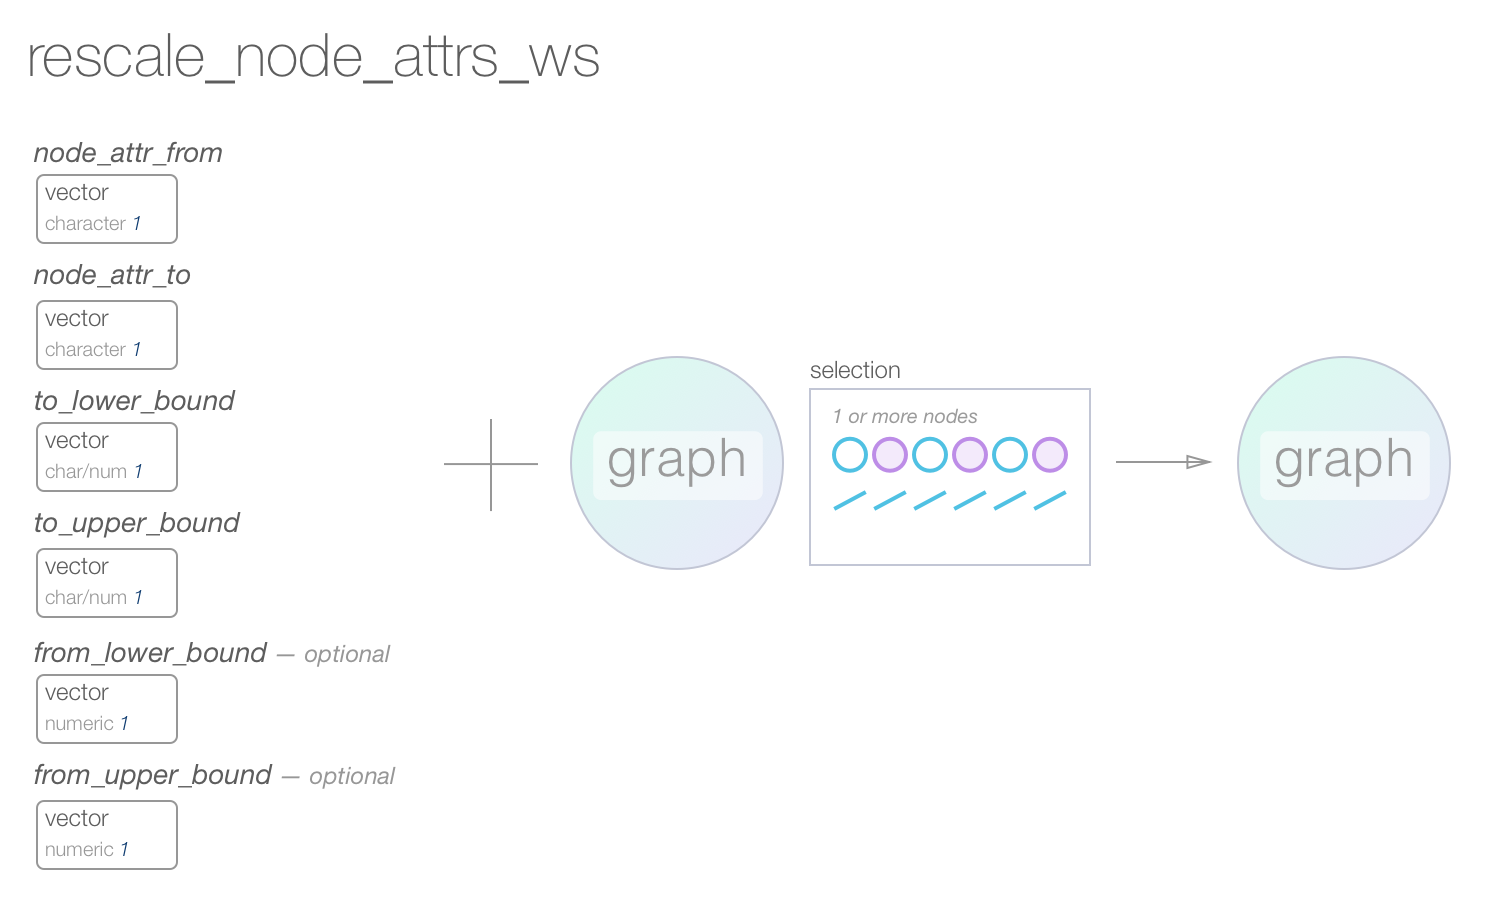 rescale_node_attrs_ws
node_attr_from
vector
character 1
node_attr_to
vector
character 1
to_lower_bound
vector
char/num 1
to_upper_bound
vector
char/num 1
from_lower_bound — optional
vector
numeric 1
from_upper_bound — optional
vector
numeric 1
graph
selection
1 or more nodes
graph